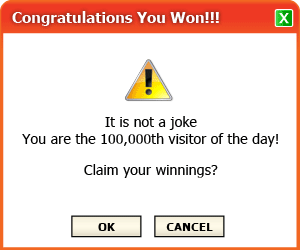 Congratulations You Won!!!
X
!
It is not a joke
You are the 100,000th visitor of the day!
Claim your winnings?
OK
CANCEL